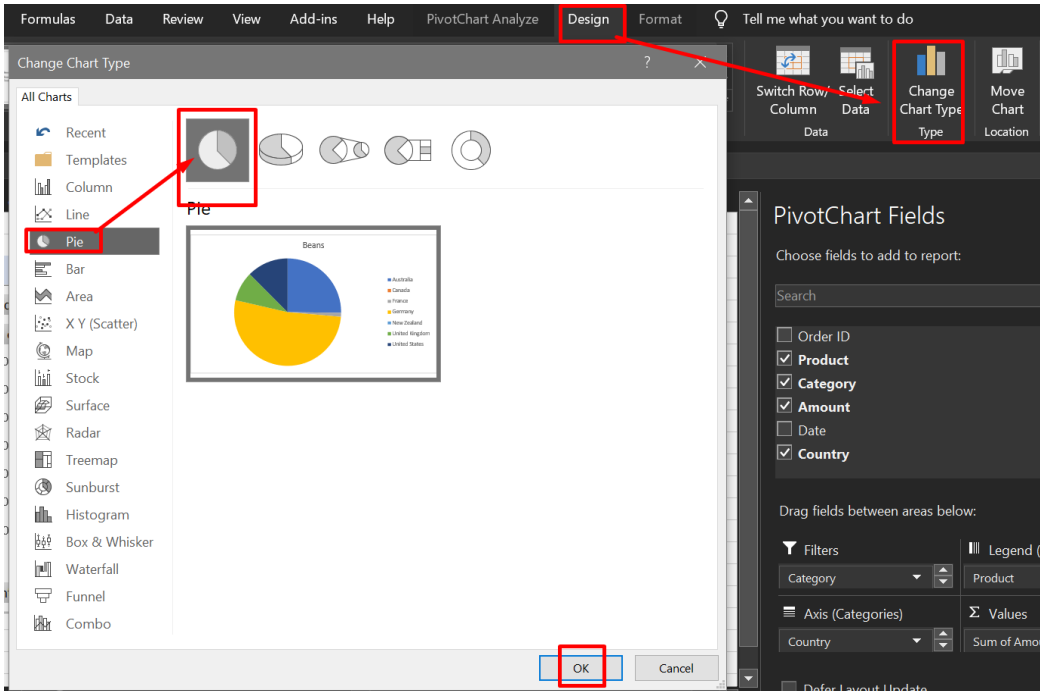 Formulas Data Review View Add-ins Help PivotChart Analyze Design Format Tell me what you want to do
Change Chart Type ?
All Charts
Recent
Templates
Column
Line
Pie
Bar
Area
X Y (Scatter)
Map
Stock
Surface
Radar
Treemap
Sunburst
Histogram
Box & Whisker
Waterfall
Funnel
Combo
Pie
Beans
Australia
Canada
France
Germany
New Zealand
United Kingdom
United States
OK Cancel
Switch Row/ Select Change Move
Column Data Chart Type Chart
Data Type Location
PivotChart Fields
Choose fields to add to report:
Search
Order ID
Product
Category
Amount
Date
Country
Drag fields between areas below:
Filters Legend (
Category Product
Axis (Categories) Σ Values
Country Sum of Amou
Defer Layout Update